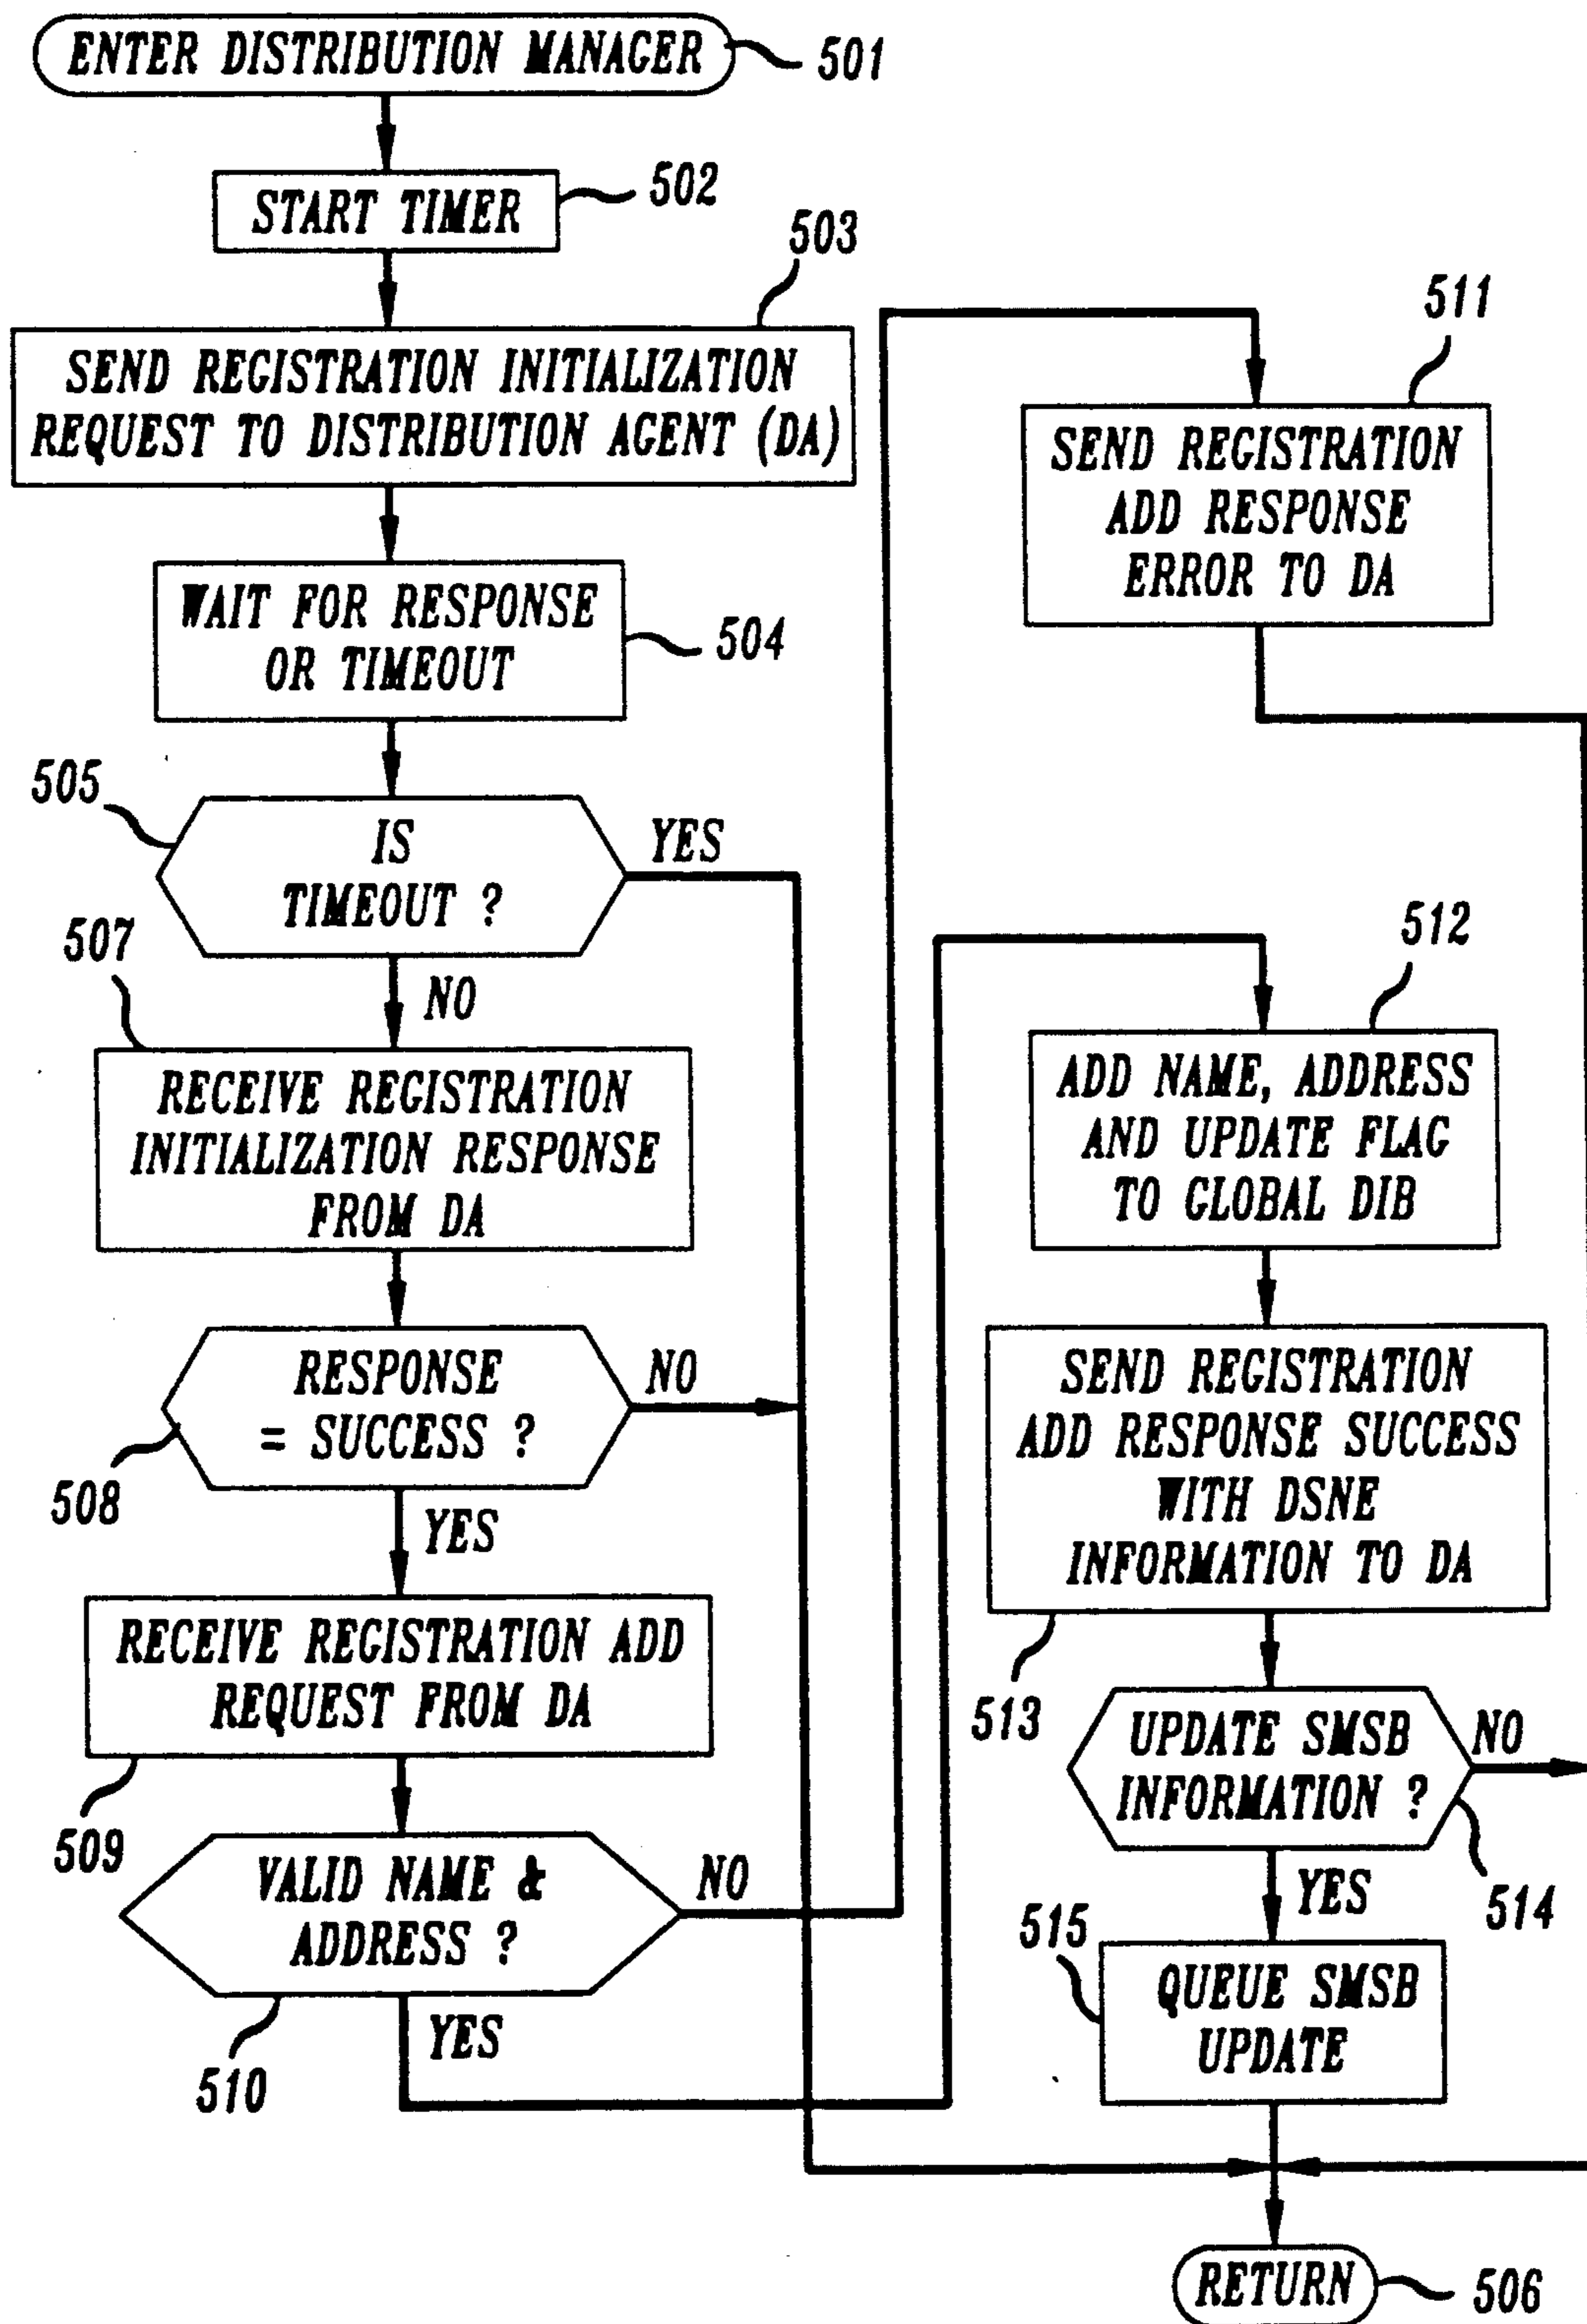 ENTER DISTRIBUTION MANAGER
501
START TIMER
502
503
SEND REGISTRATION INITIALIZATION
REQUEST TO DISTRIBUTION AGENT (DA)
WAIT FOR RESPONSE
OR TIMEOUT
504
505
IS
TIMEOUT ?
YES
NO
507
RECEIVE REGISTRATION
INITIALIZATION RESPONSE
FROM DA
RESPONSE
= SUCCESS ?
NO
508
YES
RECEIVE REGISTRATION ADD
REQUEST FROM DA
509
VALID NAME &
ADDRESS ?
NO
510
YES
511
SEND REGISTRATION
ADD RESPONSE
ERROR TO DA
512
ADD NAME, ADDRESS
AND UPDATE FLAG
TO GLOBAL DIB
SEND REGISTRATION
ADD RESPONSE SUCCESS
WITH DSNE
INFORMATION TO DA
513
UPDATE SMSB
INFORMATION ?
NO
514
YES
515
QUEUE SMSB
UPDATE
RETURN
506